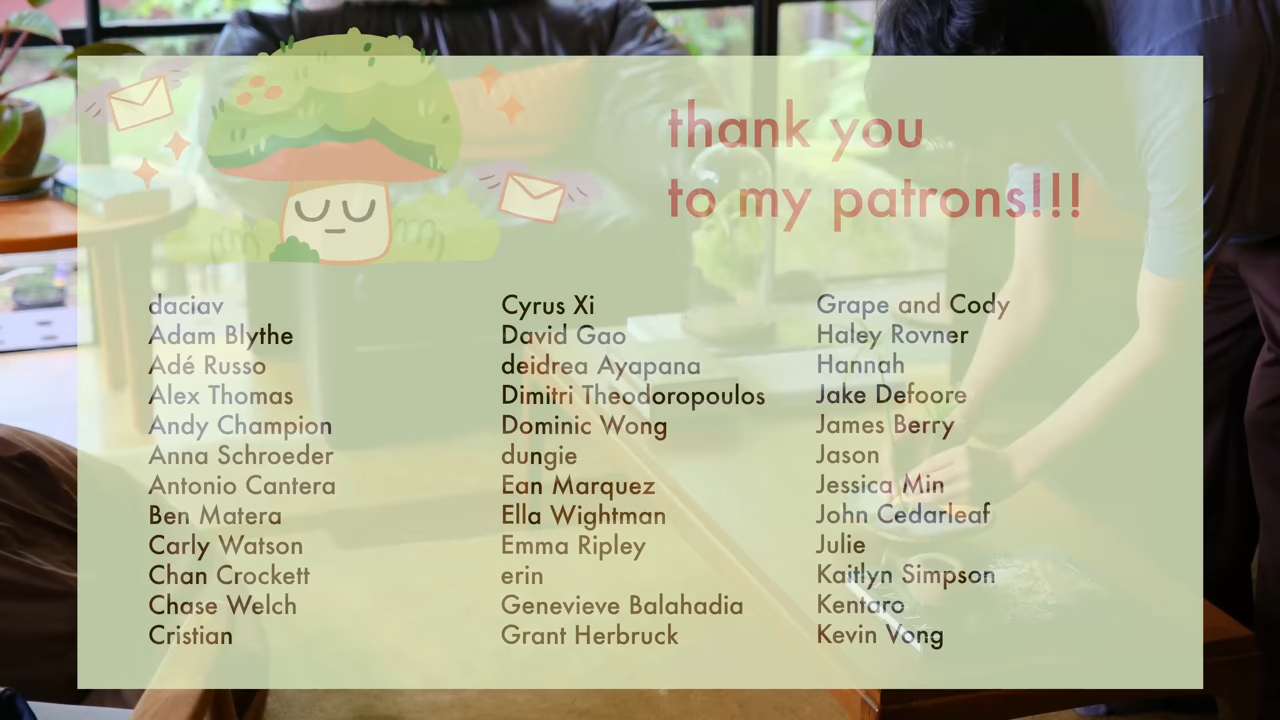 thank you
to my patrons!!!
daciav
Adam Blythe
Adé Russo
Alex Thomas
Andy Champion
Anna Schroeder
Antonio Cantera
Ben Matera
Carly Watson
Chan Crockett
Chase Welch
Cristian
Cyrus Xi
David Gao
deidrea Ayapana
Dimitri Theodoropoulos
Dominic Wong
dungie
Ean Marquez
Ella Wightman
Emma Ripley
erin
Genevieve Balahadia
Grant Herbruck
Grape and Cody
Haley Rovner
Hannah
Jake Defoore
James Berry
Jason
Jessica Min
John Cedarleaf
Julie
Kaitlyn Simpson
Kentaro
Kevin Vong